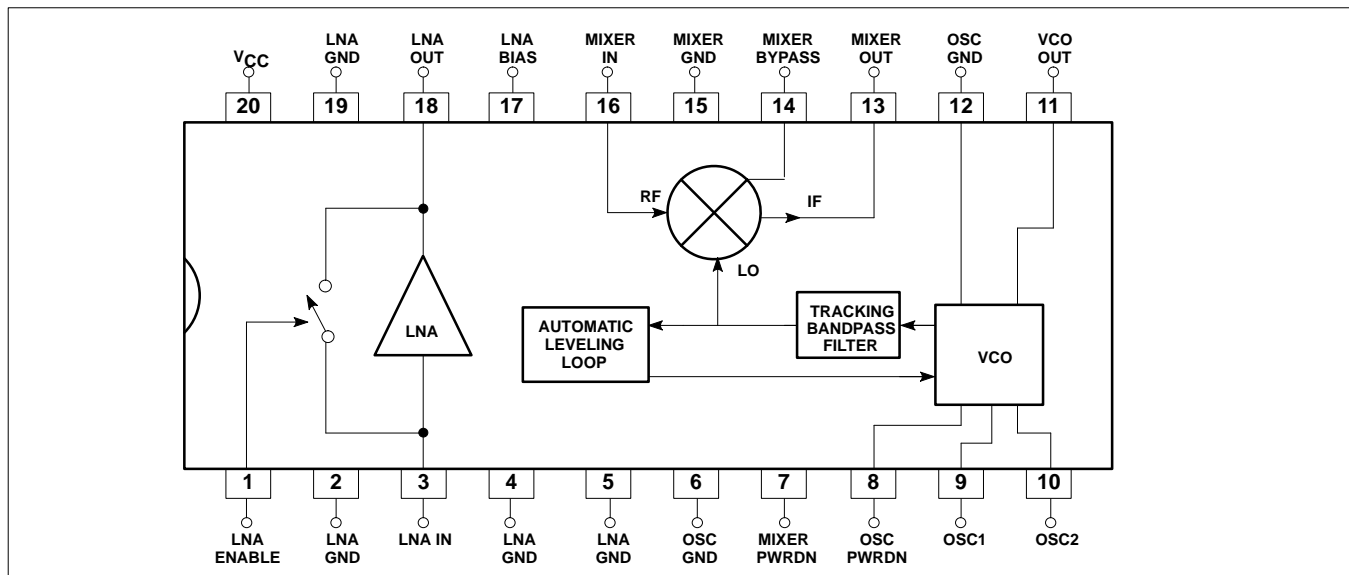 VCC
LNA
GND
LNA
OUT
LNA
BIAS
MIXER
IN
MIXER
GND
MIXER
BYPASS
MIXER
OUT
OSC
GND
VCO
OUT
20
19
18
17
16
15
14
13
12
11
RF
IF
LO
LNA
AUTOMATIC
LEVELING
LOOP
TRACKING
BANDPASS
FILTER
VCO
1
2
3
4
5
6
7
8
9
10
LNA
ENABLE
LNA
GND
LNA IN
LNA
GND
LNA
GND
OSC
GND
MIXER
PWRDN
OSC
PWRDN
OSC1
OSC2